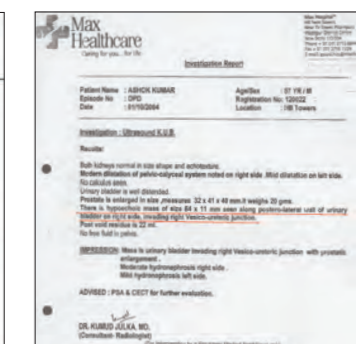 Max
Healthcare
Caring for you... for life
Investigation Report
Patient Name : ASHOK KUMAR Age/Sex : 57 YR / M
Episode No : OPD Registration No: 120022
Date : 01/10/2004 Location : HB Towers
Investigation : Ultrasound K.U.B.
Results:
Both kidneys normal in size shape and echotexture.
Modern dilatation of pelvo-calyceal system noted on right side .Mild dilatation on left side.
No calculus seen.
Urinary bladder is well distended.
Prostate is enlarged in size ,measures 32 x 41 x 40 mm.It weighs 20 gms.
There is hypoechoic mass of size 64 x 11 mm seen along postero-lateral wall of urinary
bladder on right side, invading right Vesico-ureteric junction.
Post void residue is 22 ml.
No free fluid in pelvis.
IMPRESSION: Mass in urinary bladder invading right Vesico-ureteric junction with prostatic
enlargement .
Moderate hydronephrosis right side .
Mild hydronephrosis left side.
ADVISED : PSA & CECT for further evaluation.
DR. KUMUD JULKA, MD.
(Consultant Radiologist)